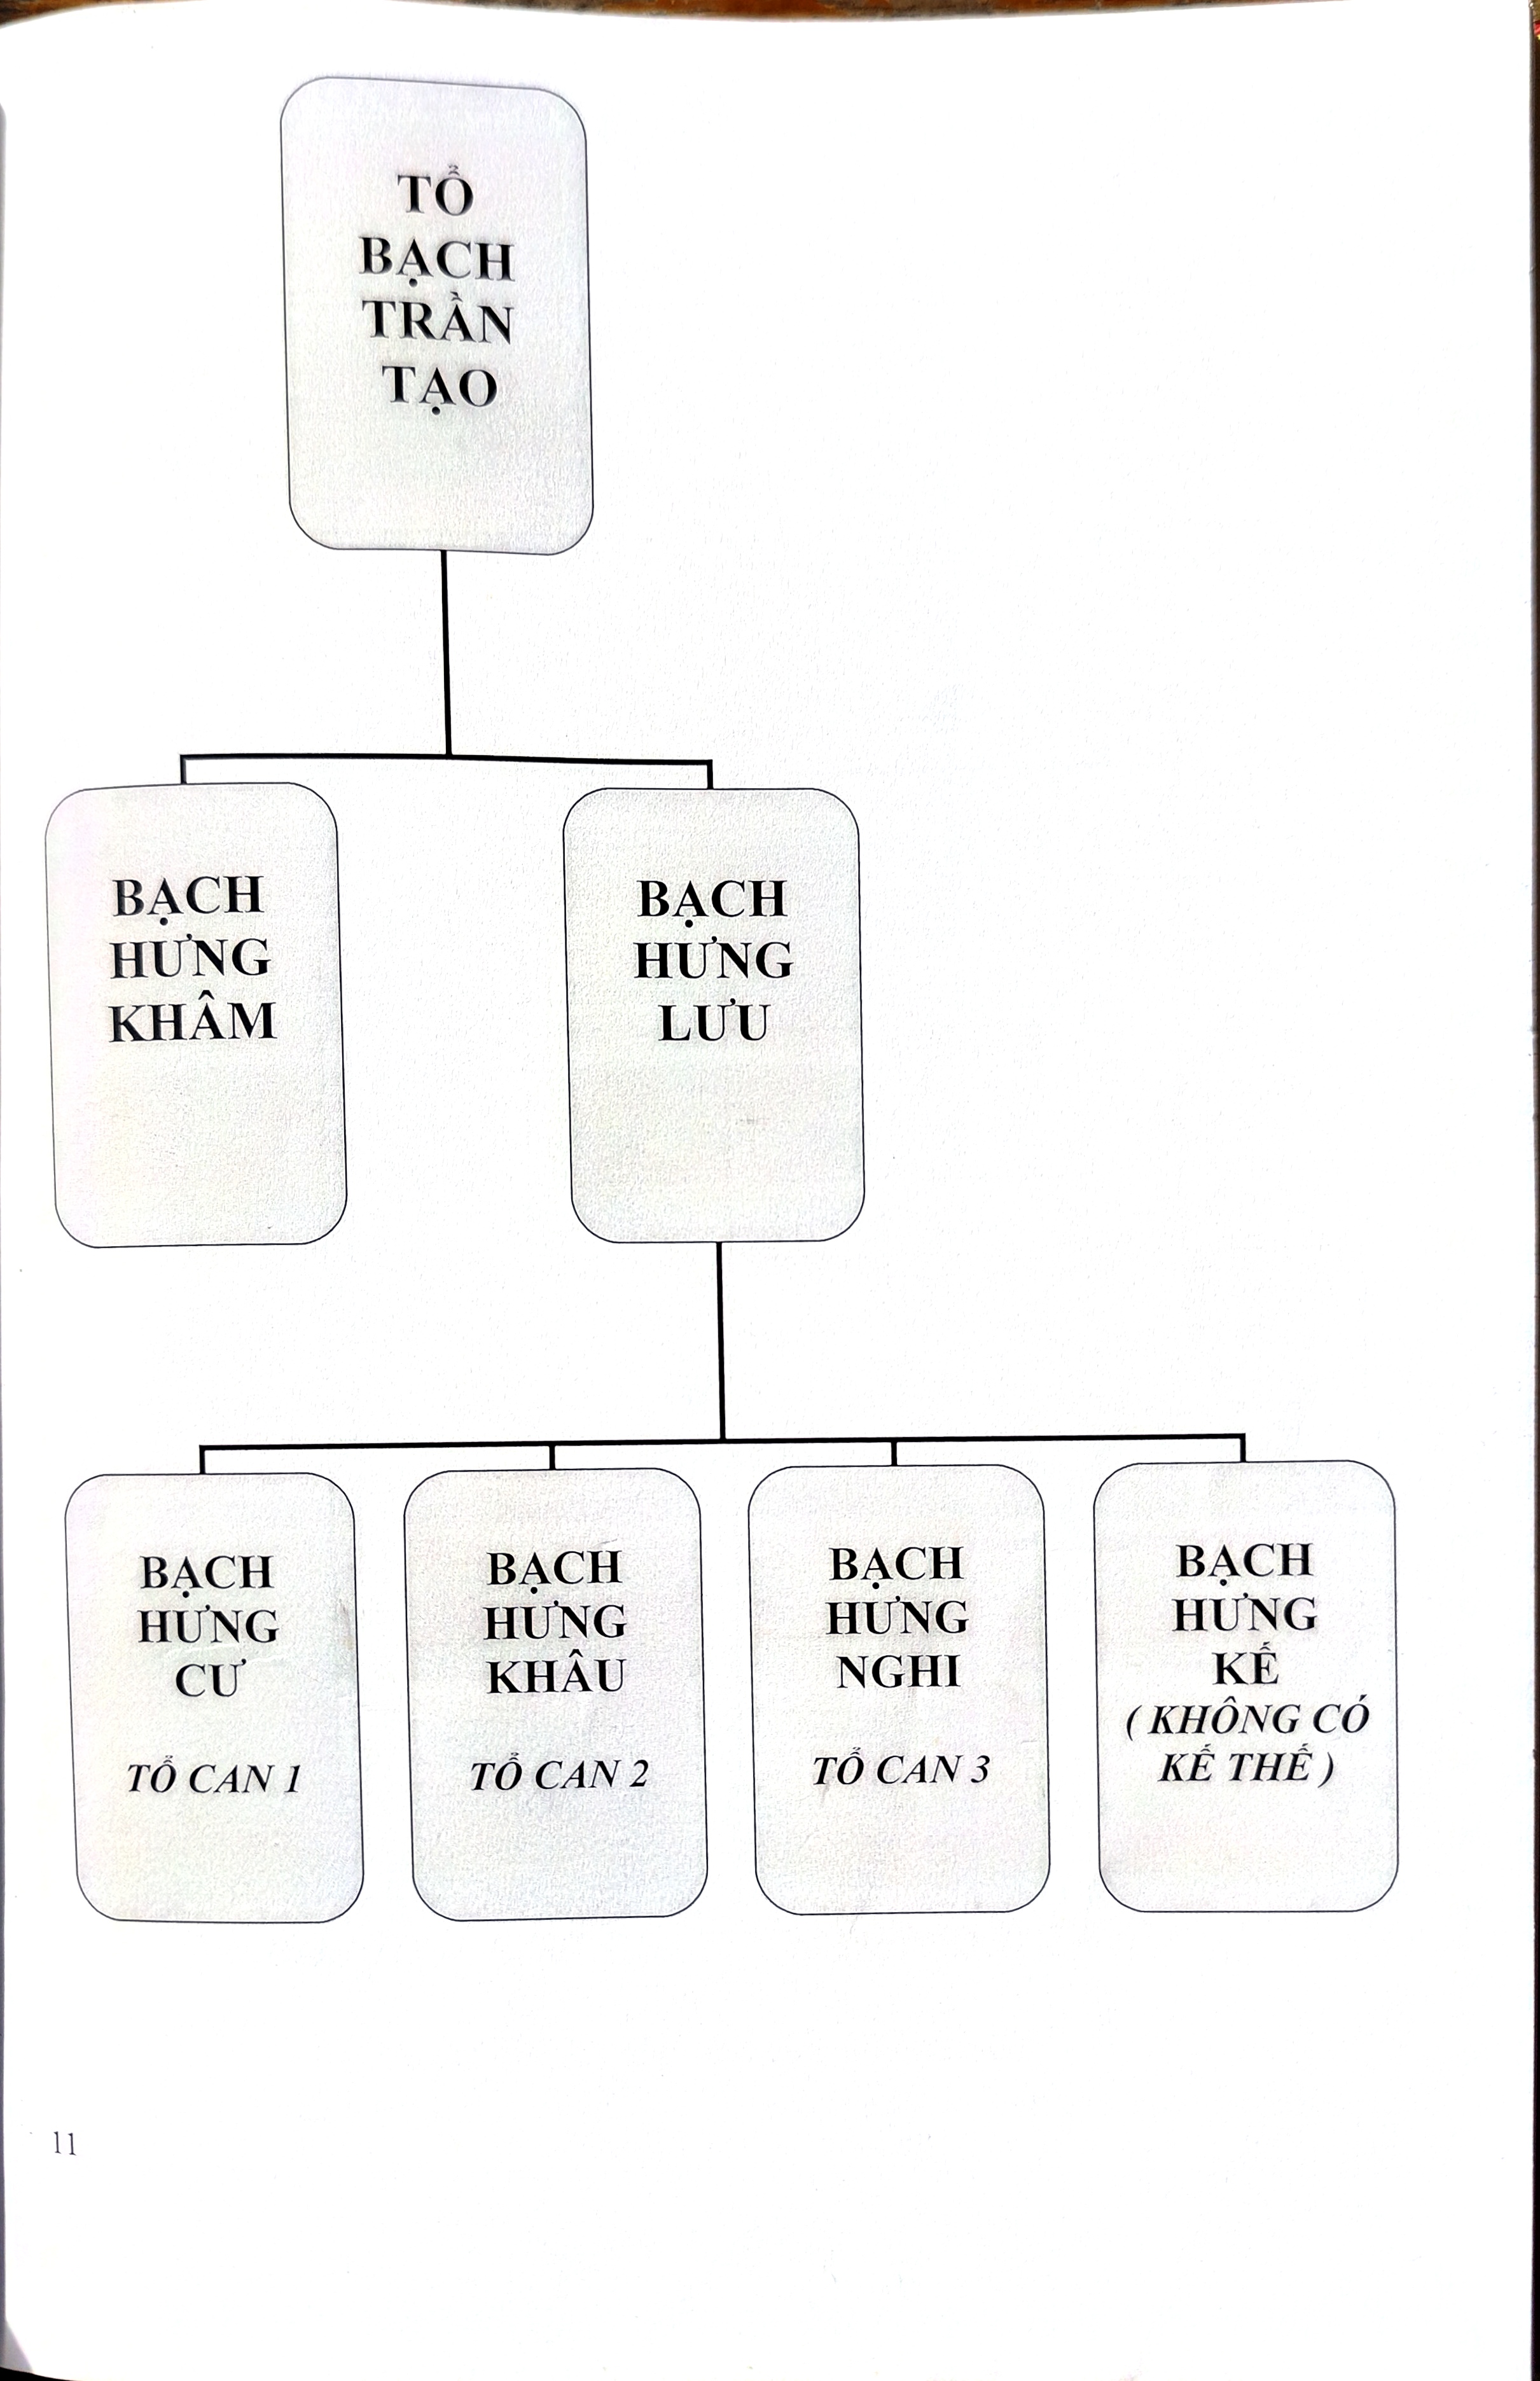 TỔ
BẠCH
TRẦN
TẠO
BẠCH
HƯNG
KHÂM
BẠCH
HƯNG
LƯU
BẠCH
HƯNG
CƯ
TỔ CAN 1
BẠCH
HƯNG
KHÂU
TỔ CAN 2
BẠCH
HƯNG
NGHI
TỔ CAN 3
BẠCH
HƯNG
KẾ
( KHÔNG CÓ
KẾ THẾ )
11